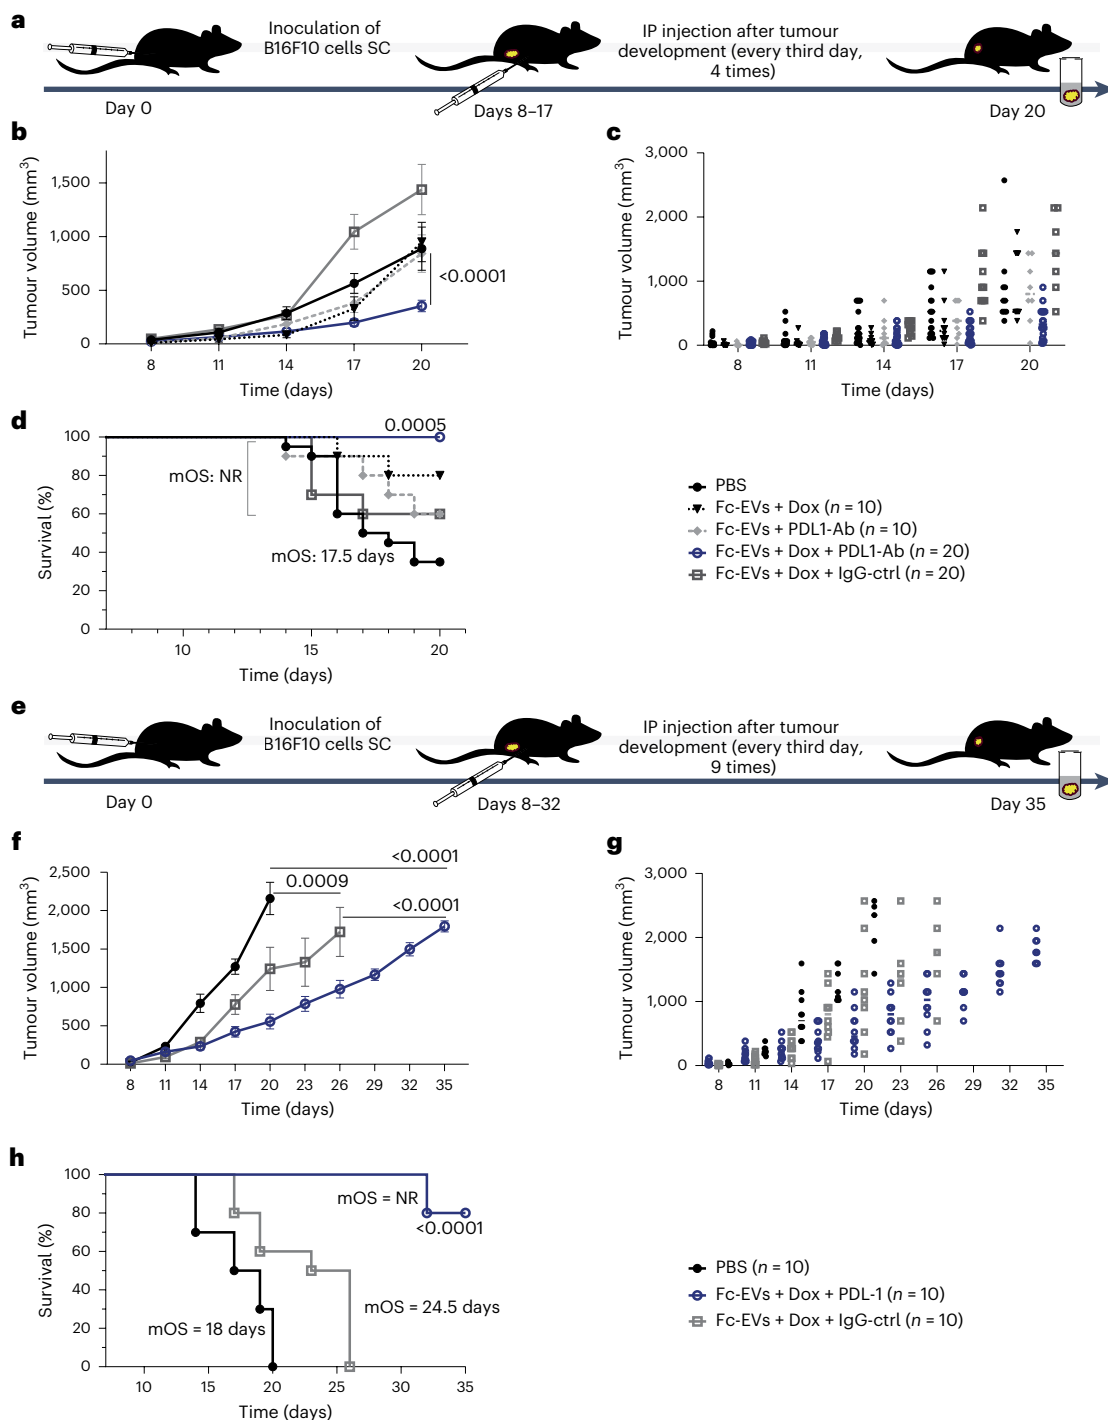 a
Inoculation of
B16F10 cells SC
IP injection after tumour
development (every third day,
4 times)
Day 0
Days 8–17
Day 20
b
Tumour volume (mm3)
1,500
1,000
500
0
<0.0001
8 11 14 17 20
Time (days)
c
Tumour volume (mm3)
3,000
2,000
1,000
0
8 11 14 17 20
Time (days)
d
Survival (%)
100
80
60
40
20
0
0.0005
mOS: NR
mOS: 17.5 days
10 15 20
Time (days)
PBS
Fc-EVs + Dox (n = 10)
Fc-EVs + PDL1-Ab (n = 10)
Fc-EVs + Dox + PDL1-Ab (n = 20)
Fc-EVs + Dox + IgG-ctrl (n = 20)
e
Inoculation of
B16F10 cells SC
IP injection after tumour
development (every third day,
9 times)
Day 0
Days 8–32
Day 35
f
Tumour volume (mm3)
2,500
2,000
1,500
1,000
500
0
<0.0001
0.0009
<0.0001
8 11 14 17 20 23 26 29 32 35
Time (days)
g
Tumour volume (mm3)
3,000
2,000
1,000
0
8 11 14 17 20 23 26 29 32 35
Time (days)
h
Survival (%)
100
80
60
40
20
0
mOS = NR
<0.0001
mOS = 24.5 days
mOS = 18 days
10 15 20 25 30 35
Time (days)
PBS (n = 10)
Fc-EVs + Dox + PDL-1 (n = 10)
Fc-EVs + Dox + IgG-ctrl (n = 10)